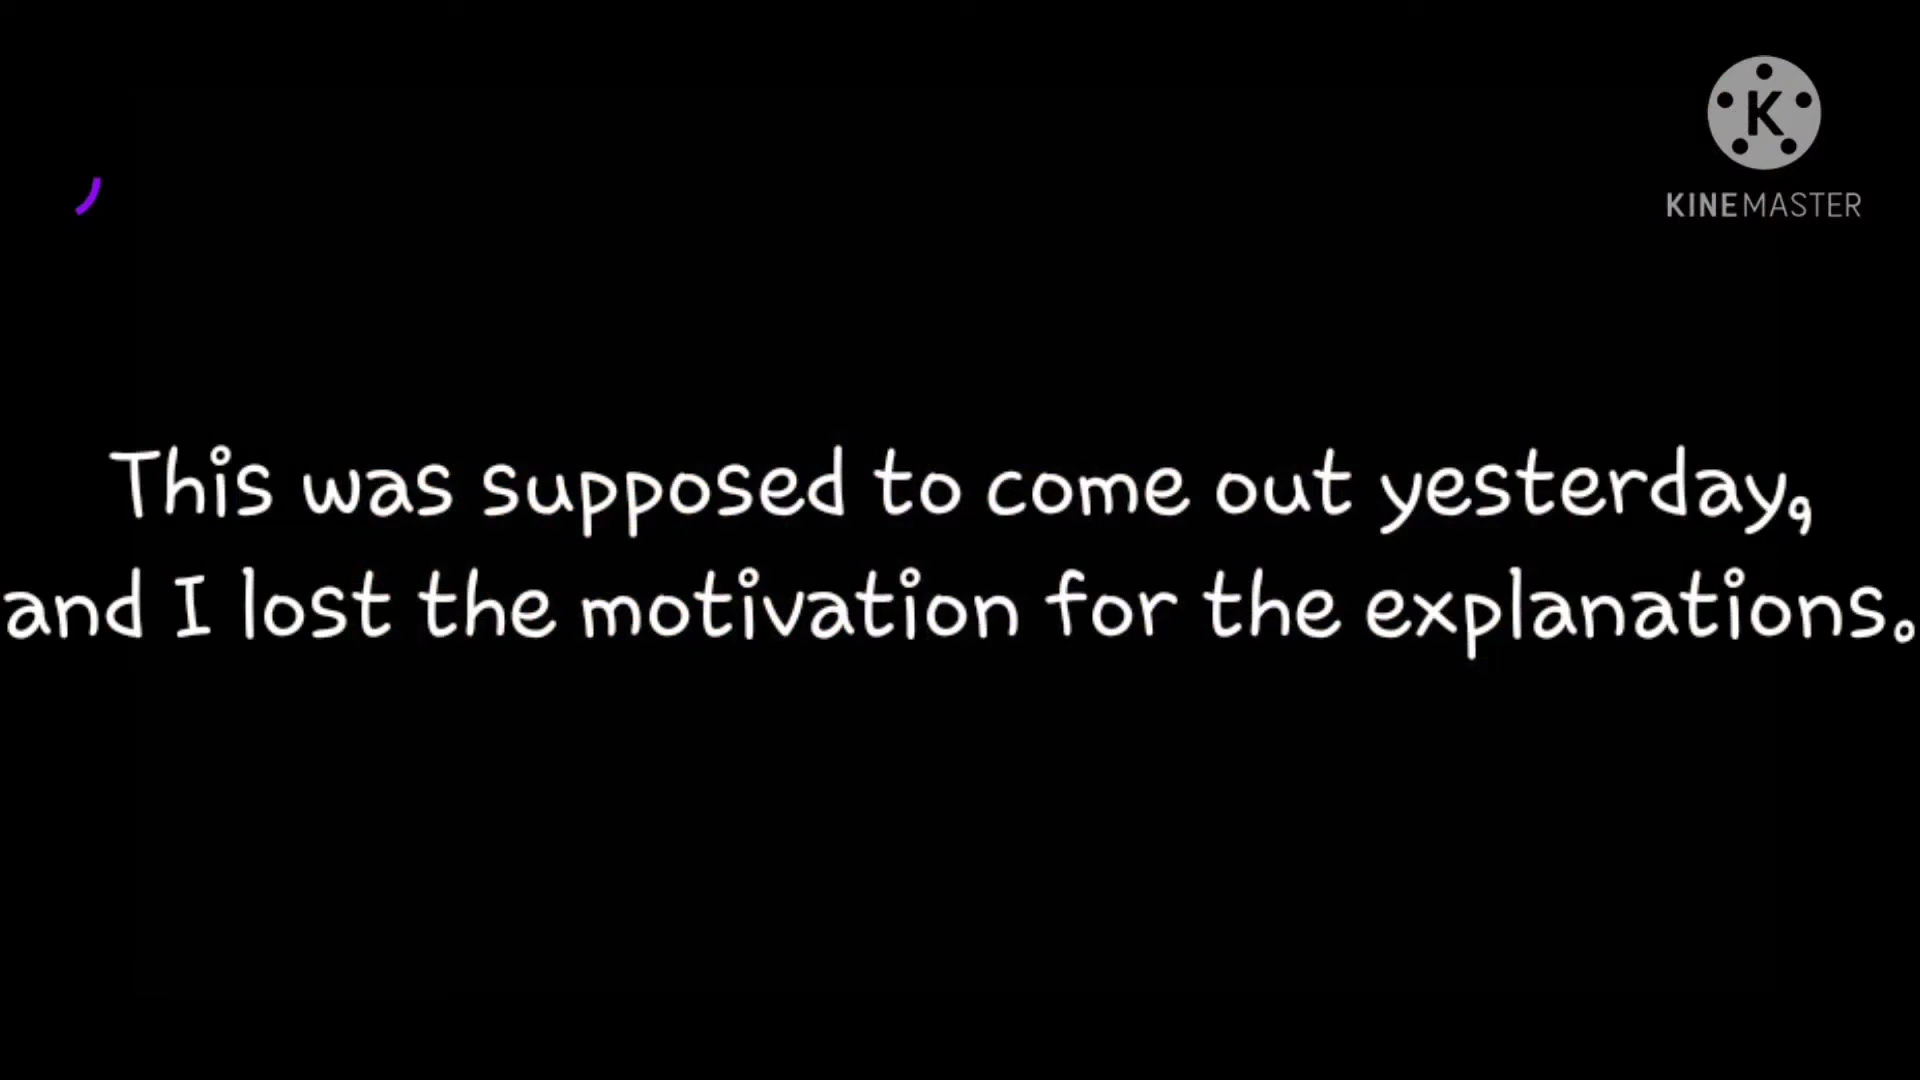 K
KINEMASTER
This was supposed to come out yesterday,
and I lost the motivation for the explanations.